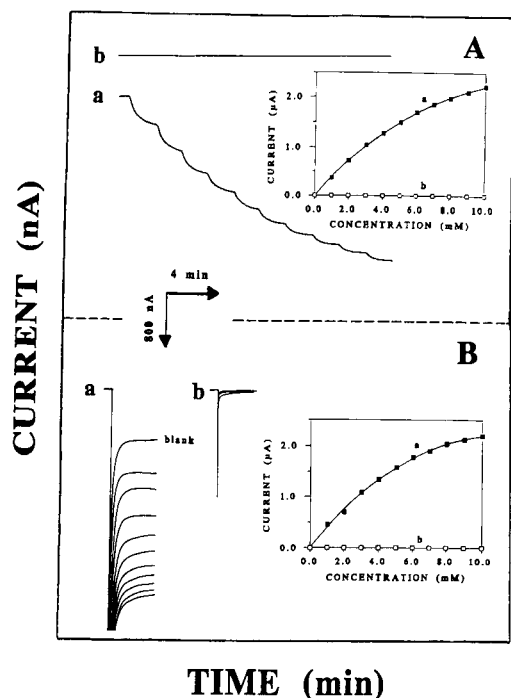 A
b
a
CURRENT (μA)
2.0
1.0
0.0
a
b
0.0 2.0 4.0 6.0 8.0 10.0
CONCENTRATION (mM)
4 min
800 nA
CURRENT (nA)
B
a
b
blank
CURRENT (μA)
2.0
1.0
0.0
a
b
0.0 2.0 4.0 6.0 8.0 10.0
CONCENTRATION (mM)
TIME (min)